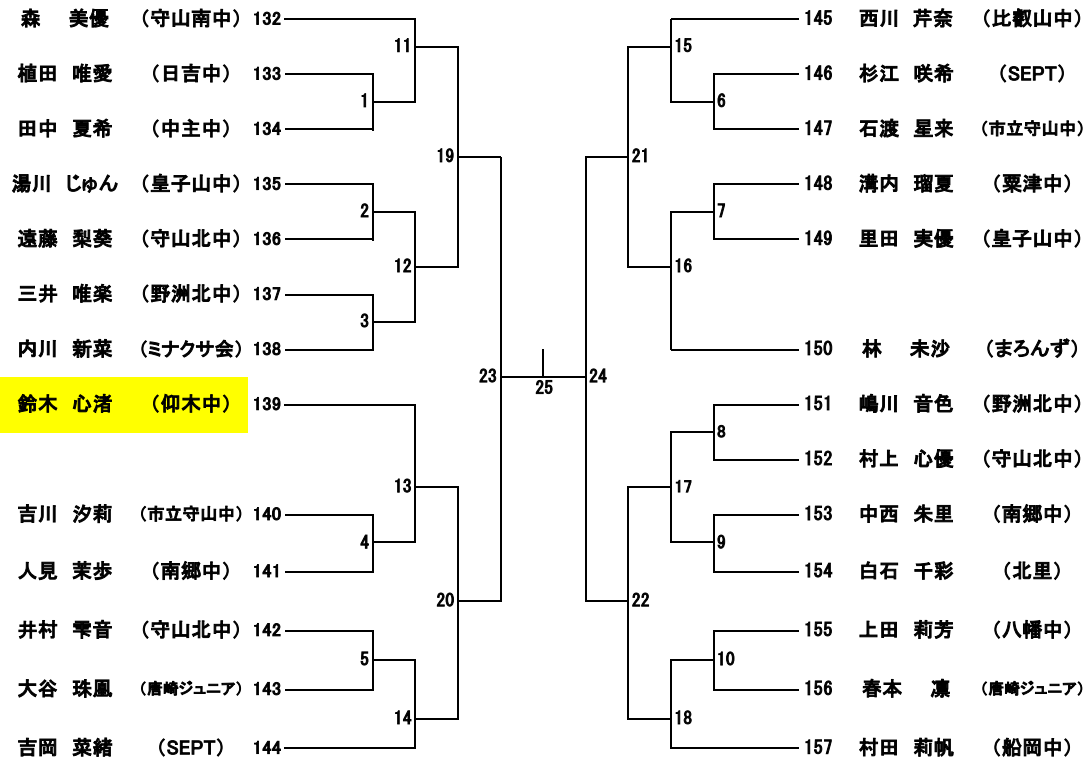 森 美優 （守山南中） 132
植田 唯愛 （日吉中） 133
田中 夏希 （中主中） 134
湯川 じゅん （皇子山中） 135
遠藤 梨葵 （守山北中） 136
三井 唯楽 （野洲北中） 137
内川 新菜 （ミナクサ会） 138
鈴木 心渚 （仰木中） 139
吉川 汐莉 （市立守山中） 140
人見 茉歩 （南郷中） 141
井村 雫音 （守山北中） 142
大谷 珠鳳 （唐崎ジュニア） 143
吉岡 菜緒 （SEPT） 144
11
1
19
2
12
3
23
13
4
20
5
14
25
24
15
6
21
7
16
8
17
9
22
10
18
145 西川 芹奈 （比叡山中）
146 杉江 咲希 （SEPT）
147 石渡 星来 （市立守山中）
148 溝内 瑠夏 （粟津中）
149 里田 実優 （皇子山中）
150 林 未沙 （まろんず）
151 嶋川 音色 （野洲北中）
152 村上 心優 （守山北中）
153 中西 朱里 （南郷中）
154 白石 千彩 （北里）
155 上田 莉芳 （八幡中）
156 春本 凛 （唐崎ジュニア）
157 村田 莉帆 （船岡中）